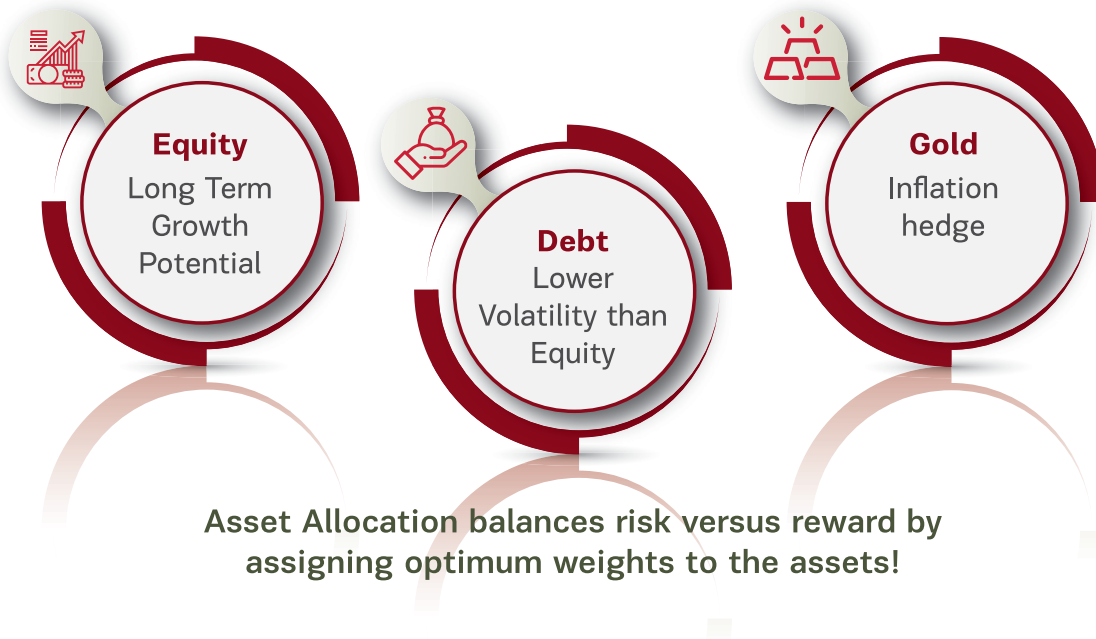 Equity
Long Term
Growth
Potential
Debt
Lower
Volatility than
Equity
Gold
Inflation
hedge
Asset Allocation balances risk versus reward by
assigning optimum weights to the assets!